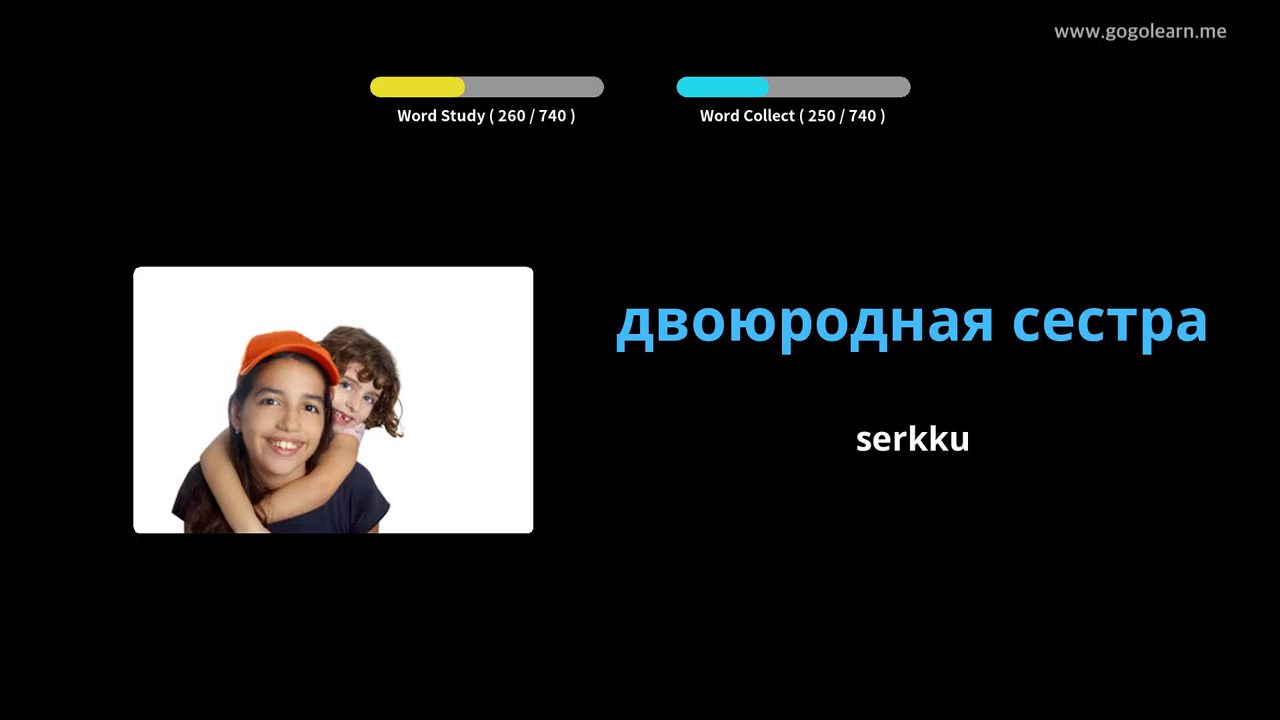 www.gogolearn.me
Word Study ( 260 / 740 )
Word Collect ( 250 / 740 )
двоюродная сестра
serkku